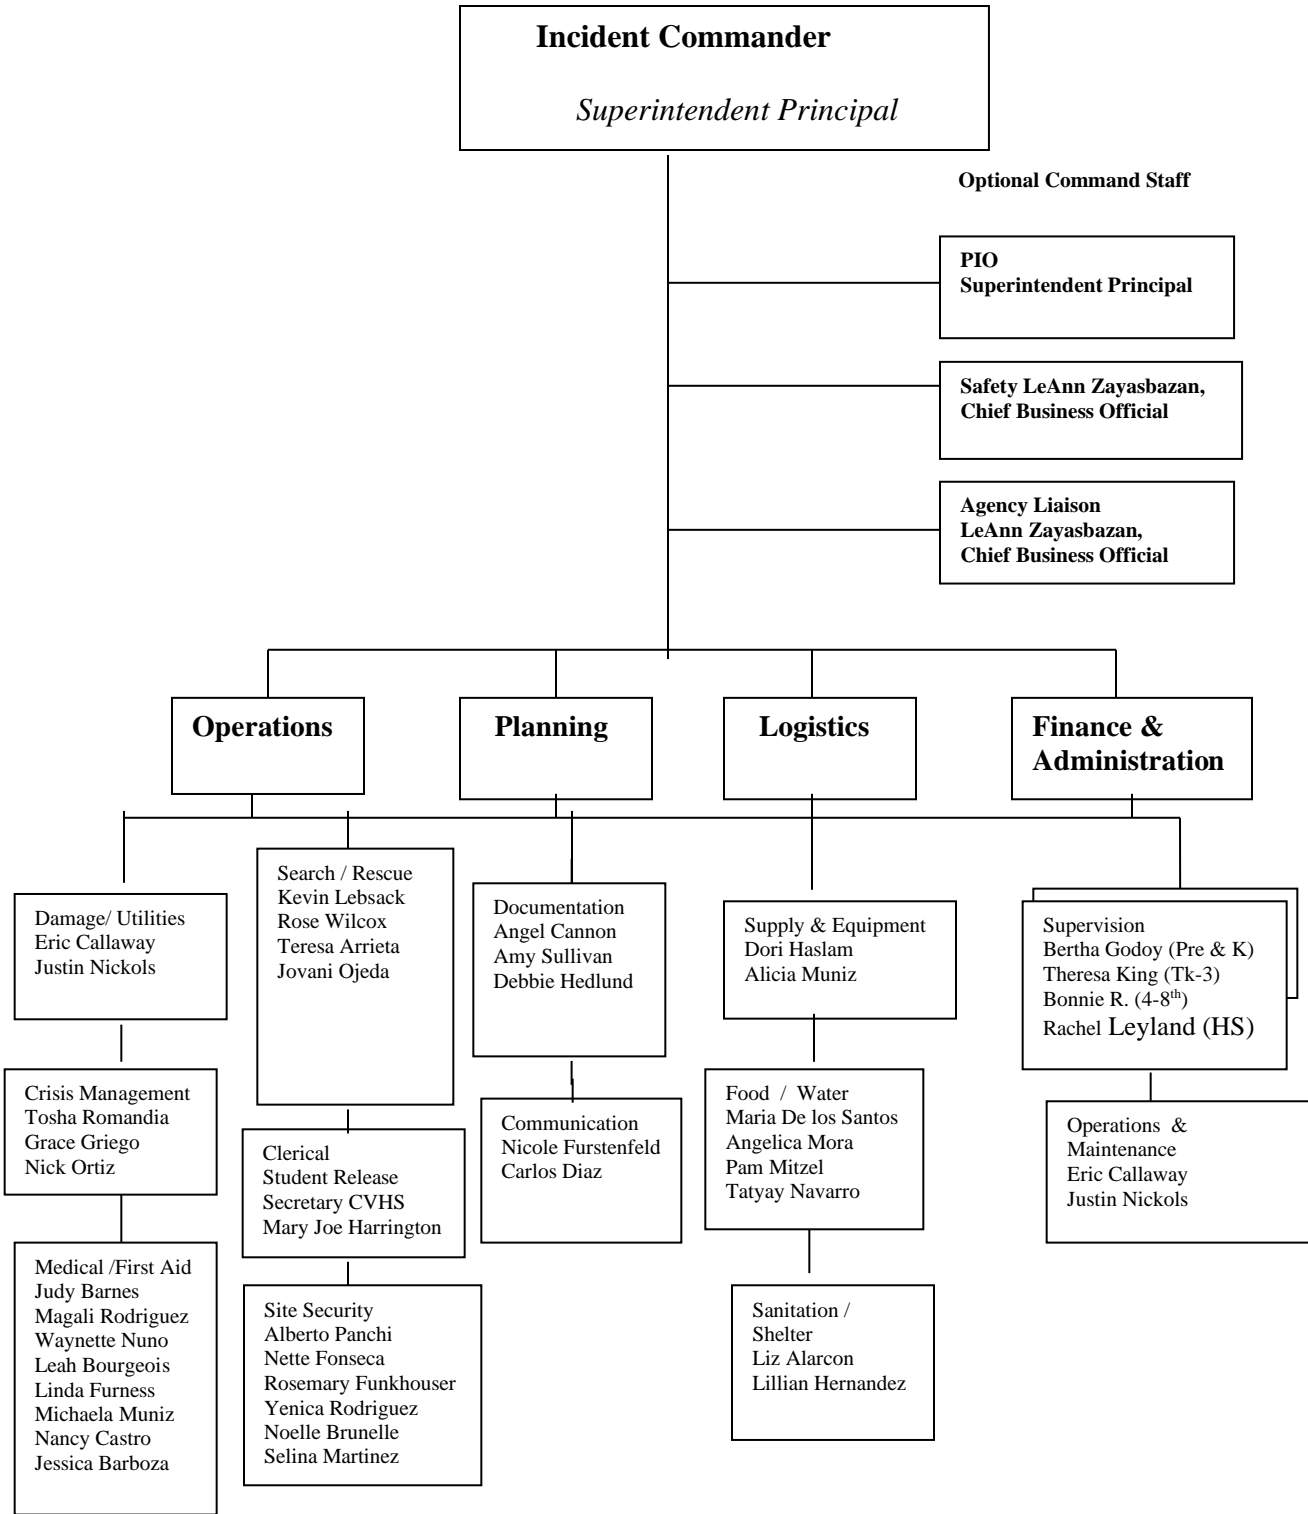 Incident Commander
Superintendent Principal
Optional Command Staff
PIO
Superintendent Principal
Safety LeAnn Zayasbazan,
Chief Business Official
Agency Liaison
LeAnn Zayasbazan,
Chief Business Official
Operations
Planning
Logistics
Finance &
Administration
Damage/ Utilities
Eric Callaway
Justin Nickols
Crisis Management
Tosha Romandia
Grace Griego
Nick Ortiz
Medical /First Aid
Judy Barnes
Magali Rodriguez
Waynette Nuno
Leah Bourgeois
Linda Furness
Michaela Muniz
Nancy Castro
Jessica Barboza
Search / Rescue
Kevin Lebsack
Rose Wilcox
Teresa Arrieta
Jovani Ojeda
Clerical
Student Release
Secretary CVHS
Mary Joe Harrington
Site Security
Alberto Panchi
Nette Fonseca
Rosemary Funkhouser
Yenica Rodriguez
Noelle Brunelle
Selina Martinez
Documentation
Angel Cannon
Amy Sullivan
Debbie Hedlund
Communication
Nicole Furstenfeld
Carlos Diaz
Supply & Equipment
Dori Haslam
Alicia Muniz
Food / Water
Maria De los Santos
Angelica Mora
Pam Mitzel
Tatyay Navarro
Sanitation /
Shelter
Liz Alarcon
Lillian Hernandez
Supervision
Bertha Godoy (Pre & K)
Theresa King (Tk-3)
Bonnie R. (4-8th)
Rachel Leyland (HS)
Operations &
Maintenance
Eric Callaway
Justin Nickols